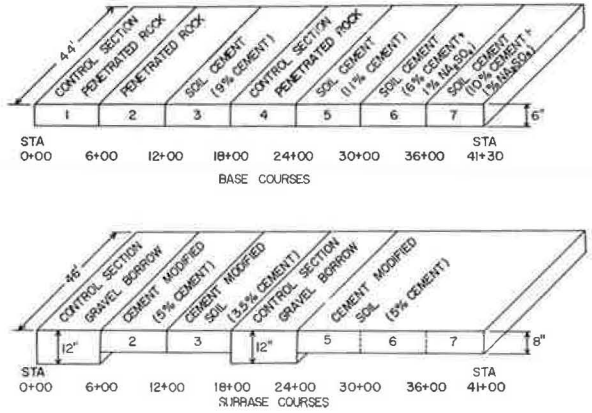 44'
CONTROL SECTION
PENETRATED ROCK
PENETRATED ROCK
SOIL CEMENT
(9% CEMENT)
CONTROL SECTION
PENETRATED ROCK
SOIL CEMENT
(11% CEMENT)
SOIL CEMENT
(6% CEMENT+
1% NA₂SO₄)
SOIL CEMENT
(10% CEMENT+
1% NA₂SO₄)
1 2 3 4 5 6 7
6"
STA STA
0+00 6+00 12+00 18+00 24+00 30+00 36+00 41+30
BASE COURSES
46'
CONTROL SECTION
GRAVEL BORROW
CEMENT MODIFIED
(5% CEMENT)
CEMENT MODIFIED
SOIL (3.5% CEMENT)
CONTROL SECTION
GRAVEL BORROW
CEMENT MODIFIED
SOIL (5% CEMENT)
12" 2 3 12" 5 6 7
8"
STA STA
0+00 6+00 12+00 18+00 24+00 30+00 36+00 41+00
SUBBASE COURSES